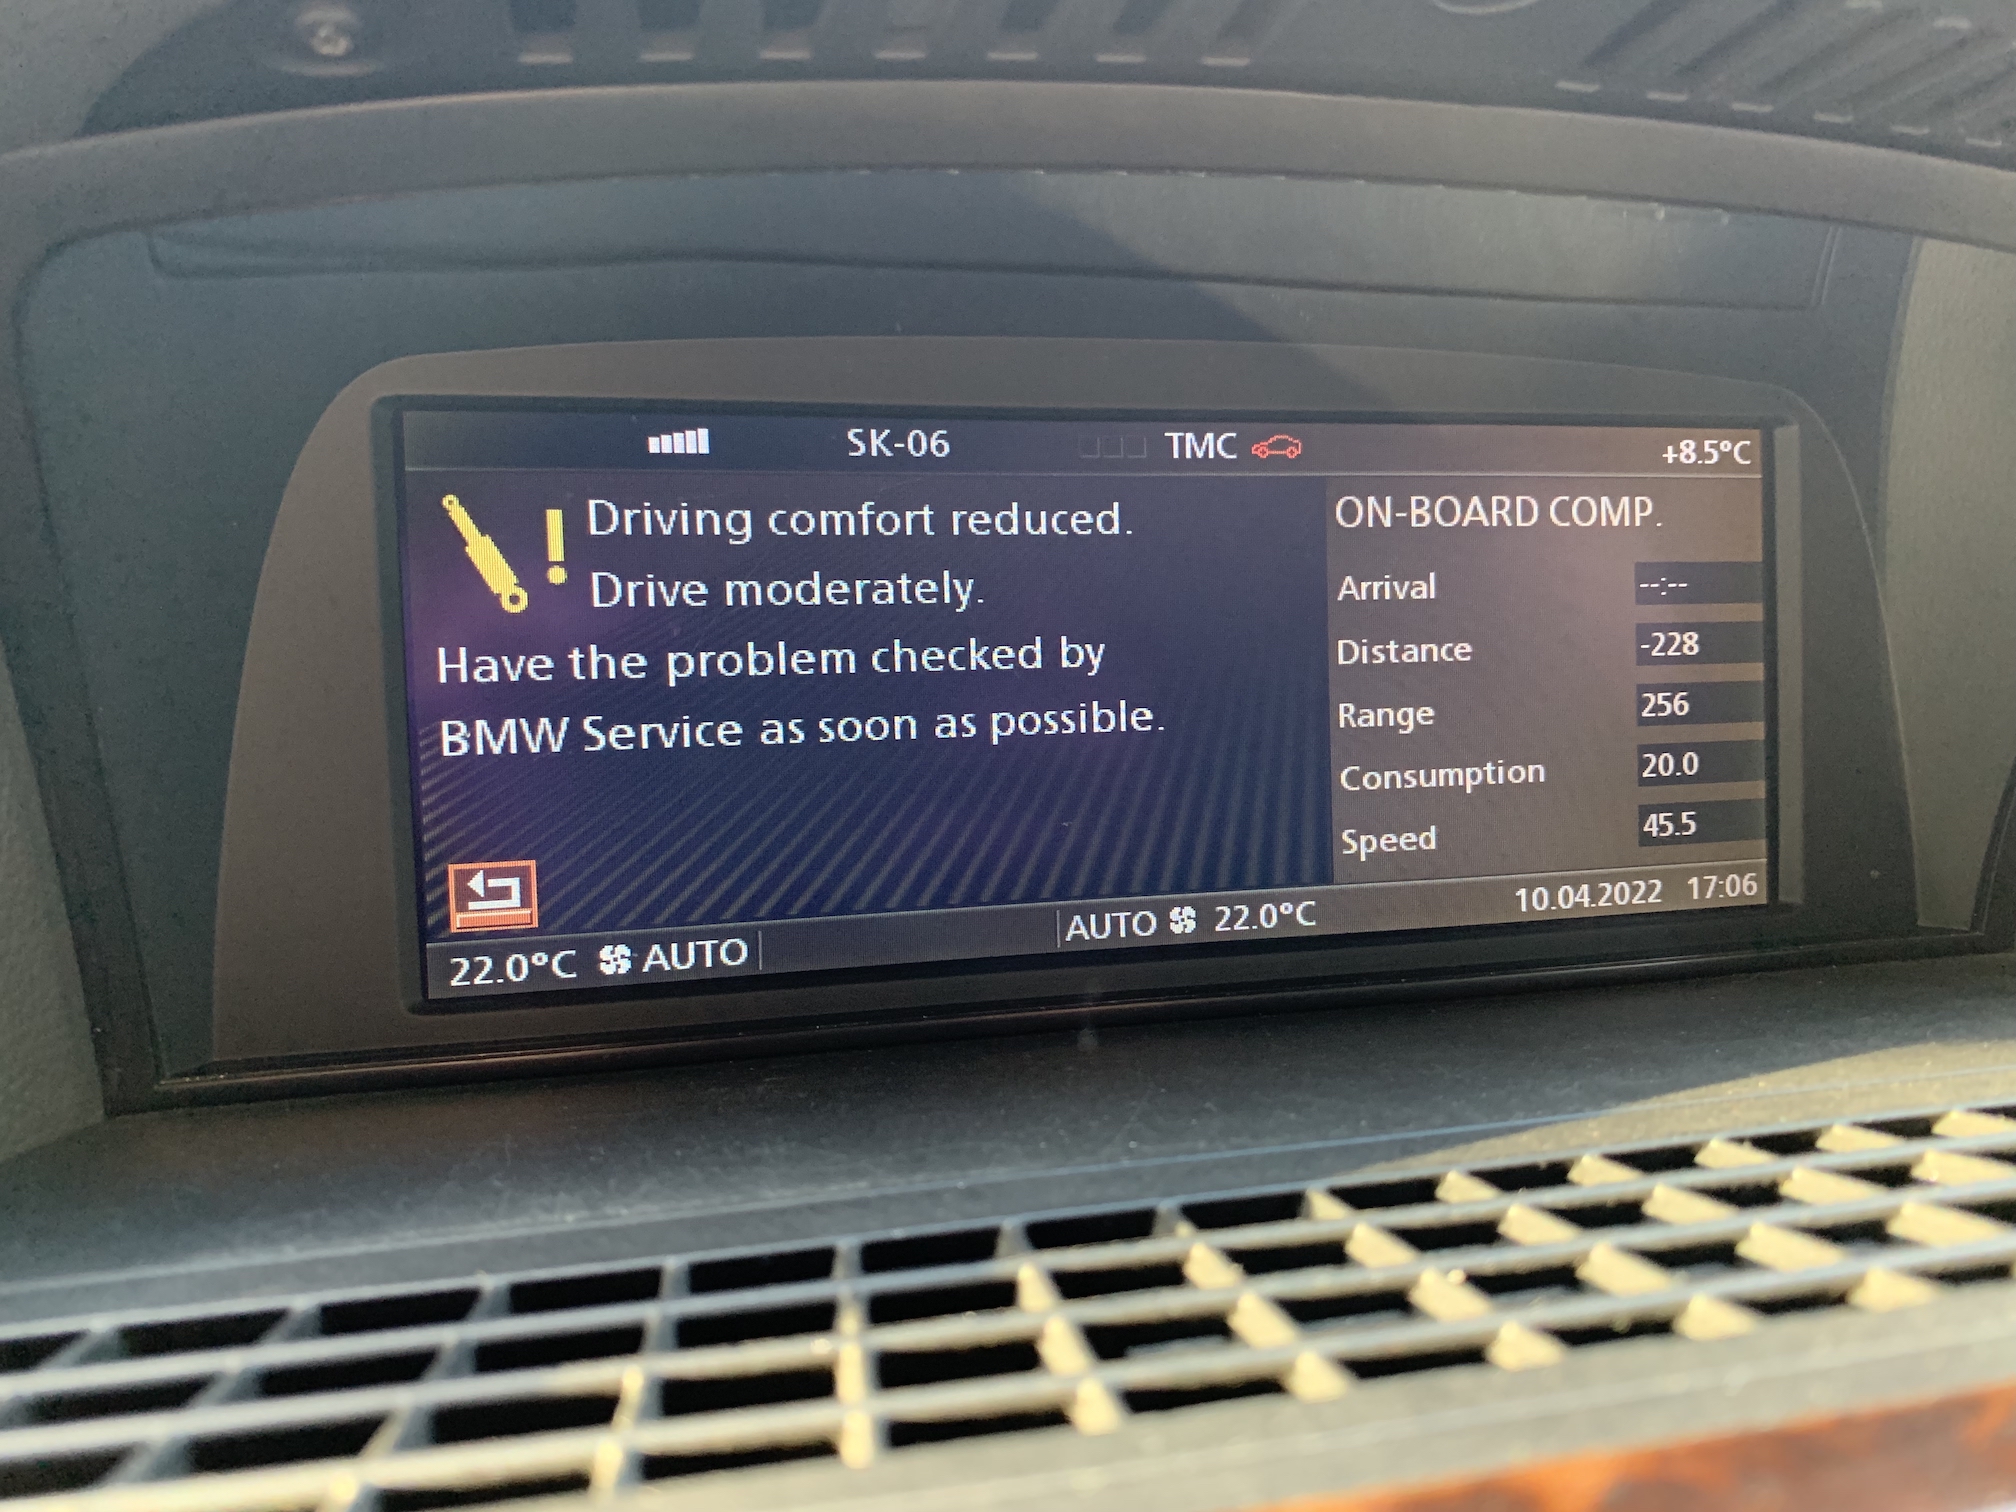 SK-06 TMC +8.5°C
Driving comfort reduced.
Drive moderately.
Have the problem checked by
BMW Service as soon as possible.
ON-BOARD COMP.
Arrival --:--
Distance -228
Range 256
Consumption 20.0
Speed 45.5
22.0°C AUTO
AUTO 22.0°C
10.04.2022 17:06